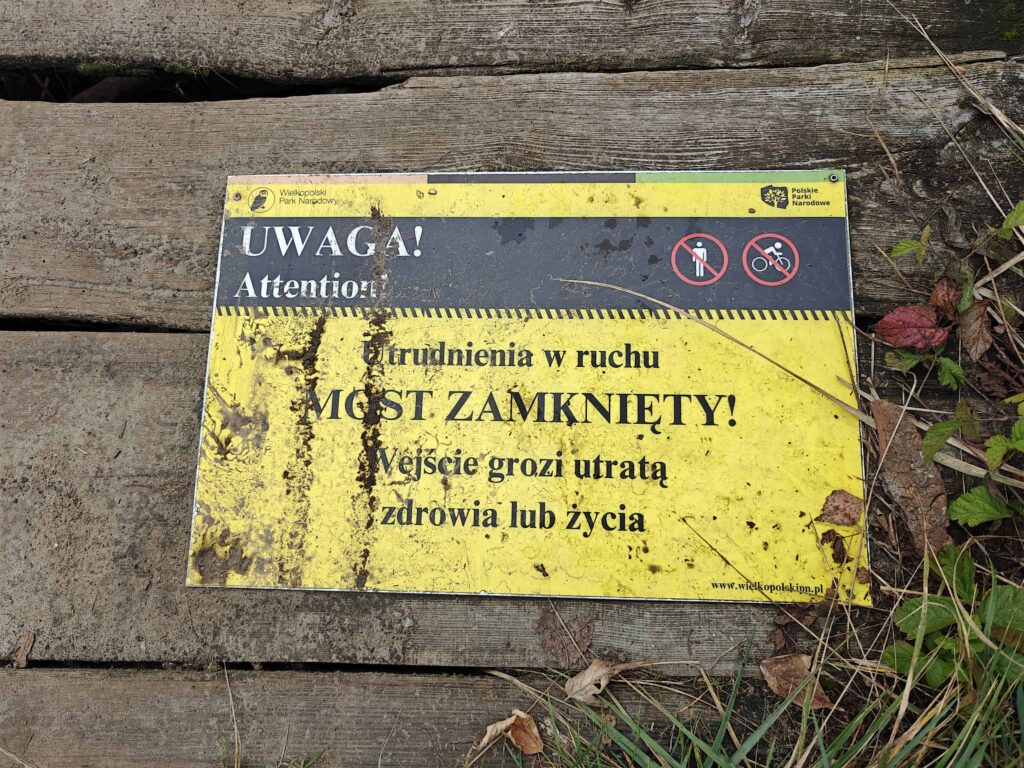 Wielkopolski
Park Narodowy
Polskie
Parki
Narodowe
UWAGA!
Attention!
Utrudnienia w ruchu
MOST ZAMKNIĘTY!
Wejście grozi utratą
zdrowia lub życia
www.wielkopolskipn.pl